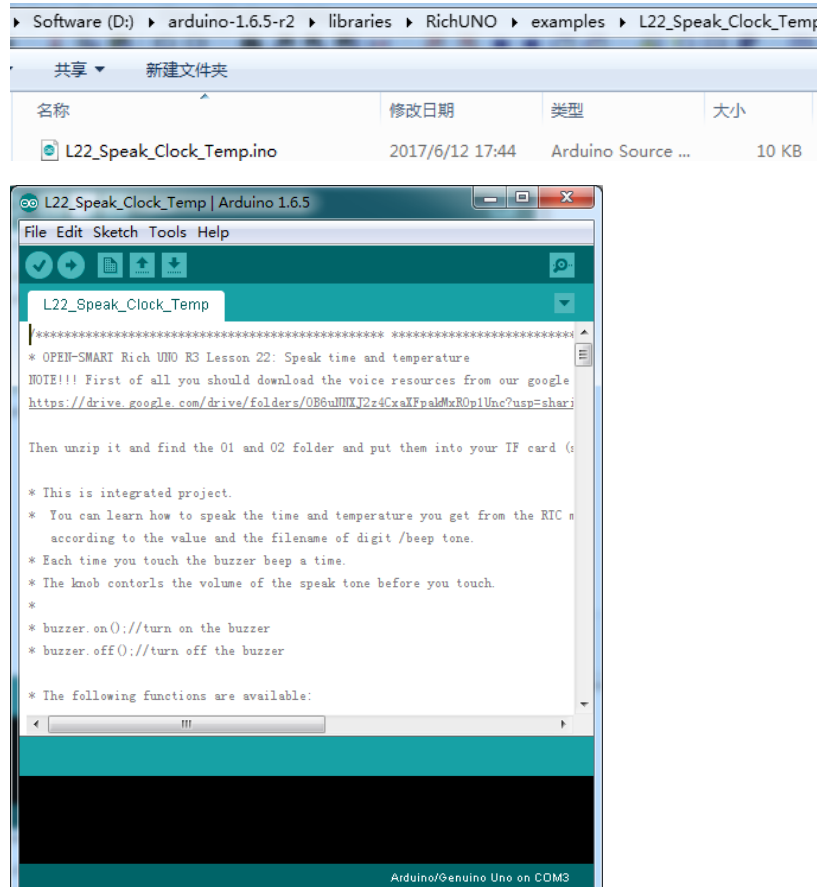 Software (D:) ▸ arduino-1.6.5-r2 ▸ libraries ▸ RichUNO ▸ examples ▸ L22_Speak_Clock_Temp
共享 新建文件夹
名称 修改日期 类型 大小
L22_Speak_Clock_Temp.ino 2017/6/12 17:44 Arduino Source ... 10 KB
L22_Speak_Clock_Temp | Arduino 1.6.5
File Edit Sketch Tools Help
L22_Speak_Clock_Temp
/************************************************* **************************
* OPEN-SMART Rich UNO R3 Lesson 22: Speak time and temperature
NOTE!!! First of all you should download the voice resources from our google
https://drive.google.com/drive/folders/
Then unzip it and find the 01 and 02 folder and put them into your TF card
* This is integrated project.
* You can learn how to speak the time and temperature you get from the RTC
according to the value and the filename of digit /beep tone.
* Each time you touch the buzzer beep a time.
* The knob contorls the volume of the speak tone before you touch.
*
* buzzer.on();//turn on the buzzer
* buzzer.off();//turn off the buzzer
* The following functions are available:
Arduino/Genuino Uno on COM3